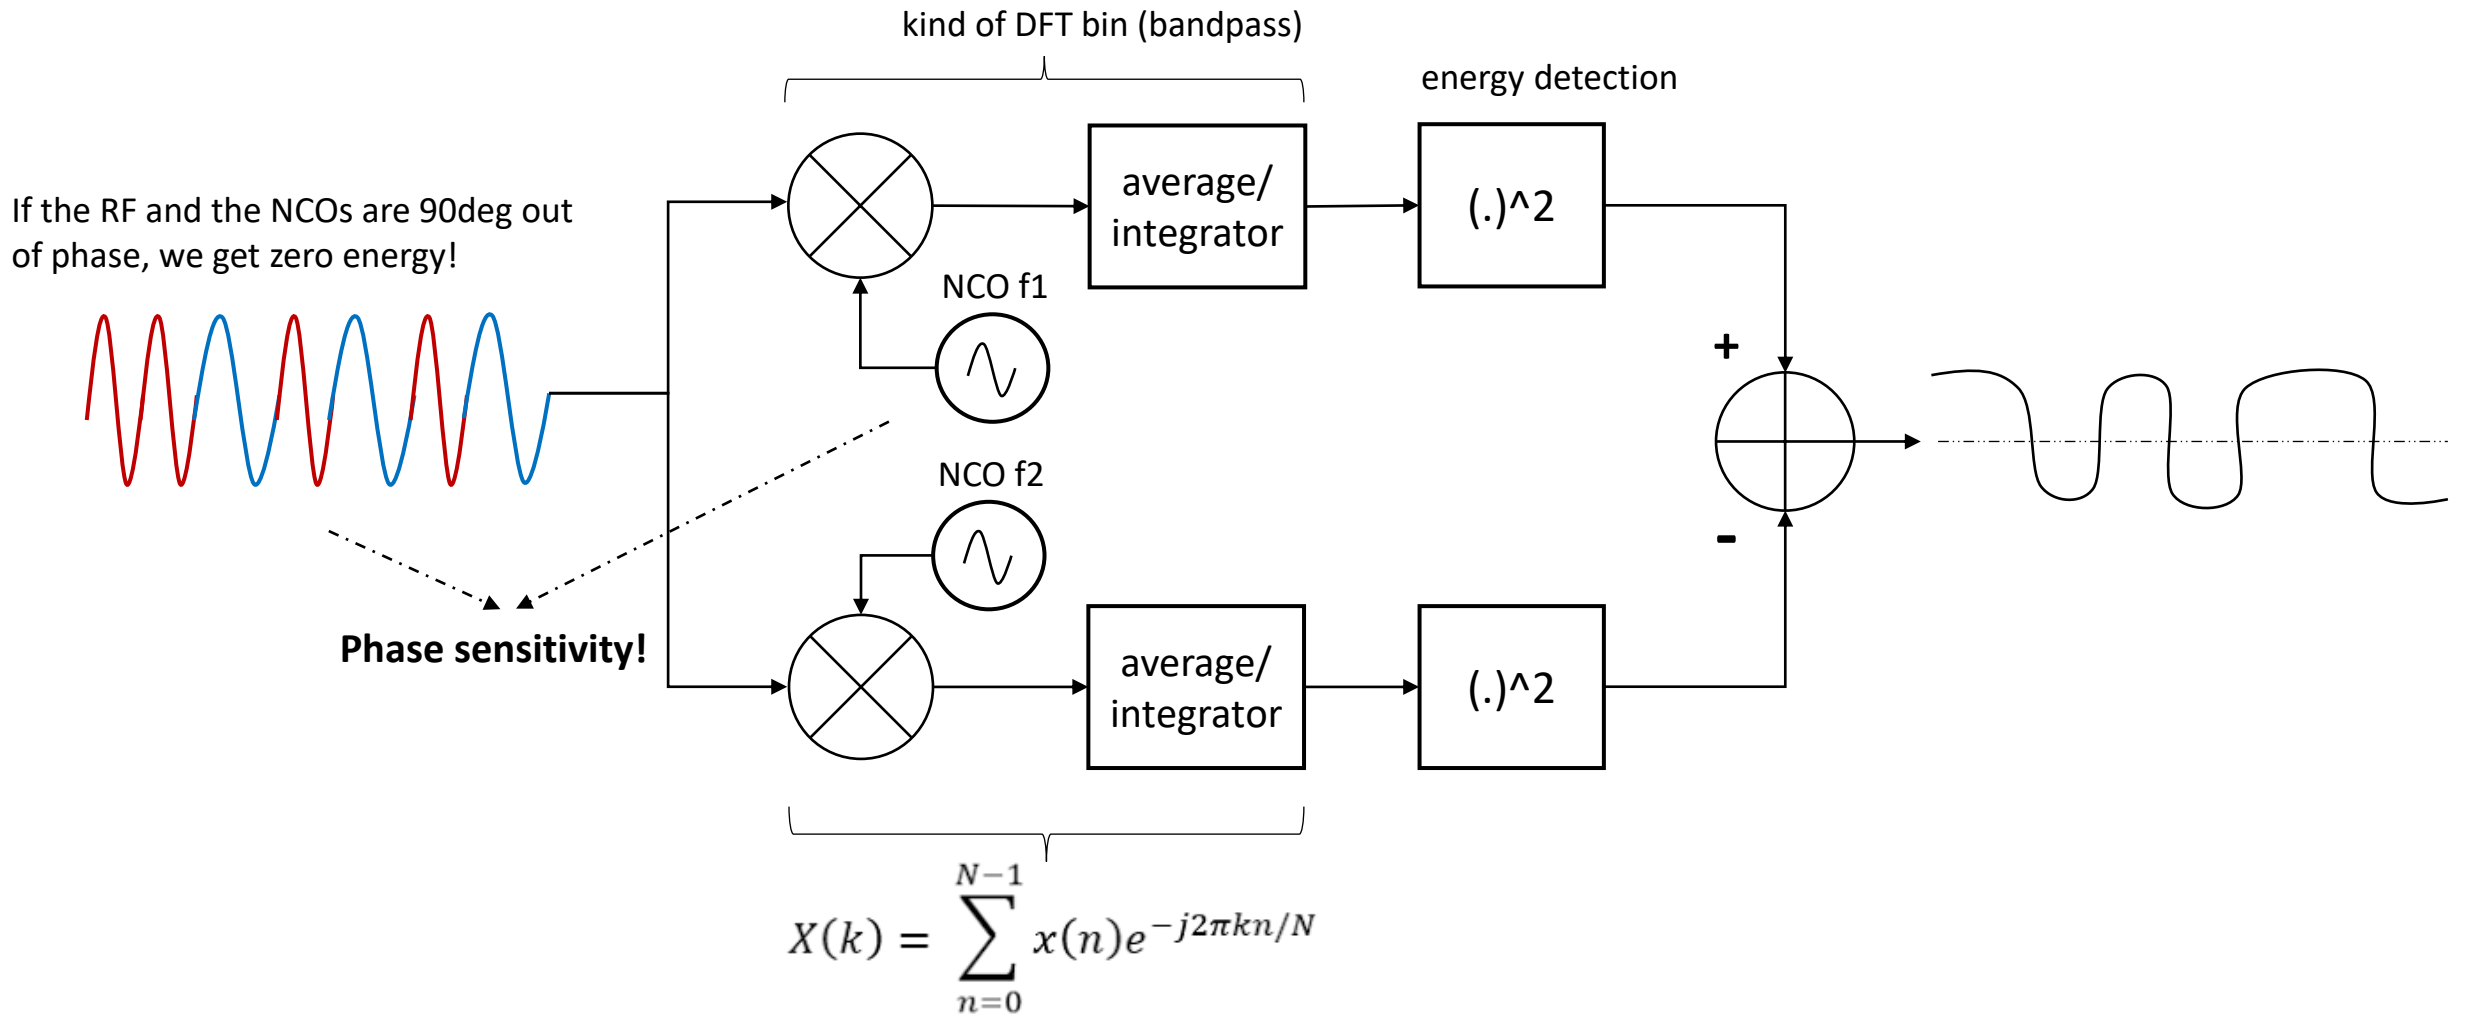 kind of DFT bin (bandpass)
energy detection
If the RF and the NCOs are 90deg out
of phase, we get zero energy!
average/
integrator
(.)^2
NCO f1
+
NCO f2
-
Phase sensitivity!
average/
integrator
(.)^2
X(k) = \sum_{n=0}^{N-1} x(n)e^{-j2πkn/N}